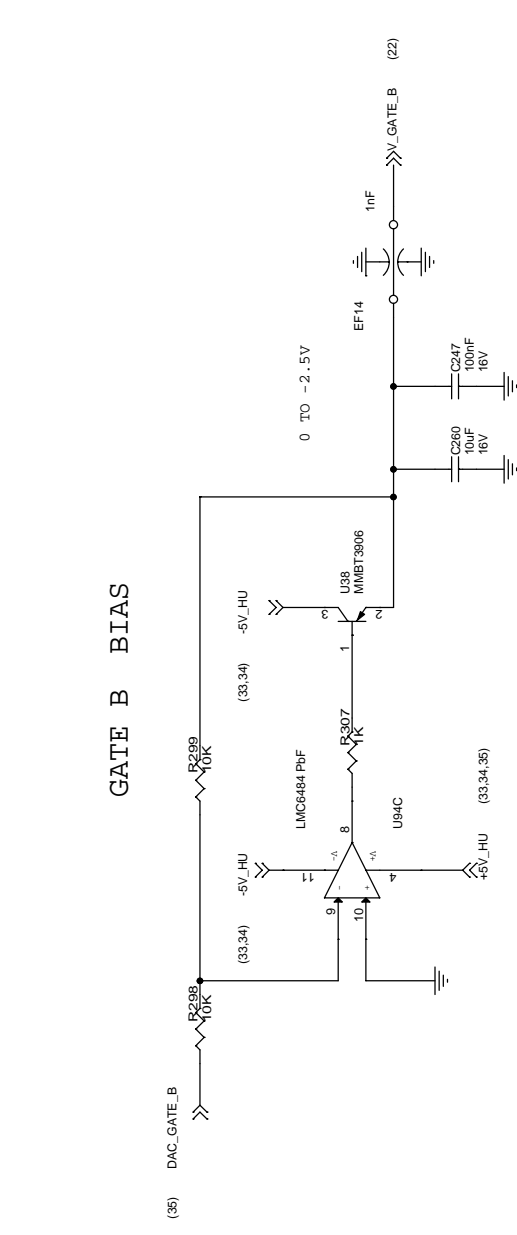 GATE B BIAS
(35)
DAC_GATE_B
R298
10K
(33,34)
-5V_HU
11
V-
9
-
10
+
V+
4
+5V_HU
(33,34,35)
LMC6484 PbF
8
U94C
R299
10K
R307
1K
(33,34)
-5V_HU
3
1
2
U38
MMBT3906
0 TO -2.5V
C260
10uF
16V
C247
100nF
16V
EF14
1nF
V_GATE_B
(22)